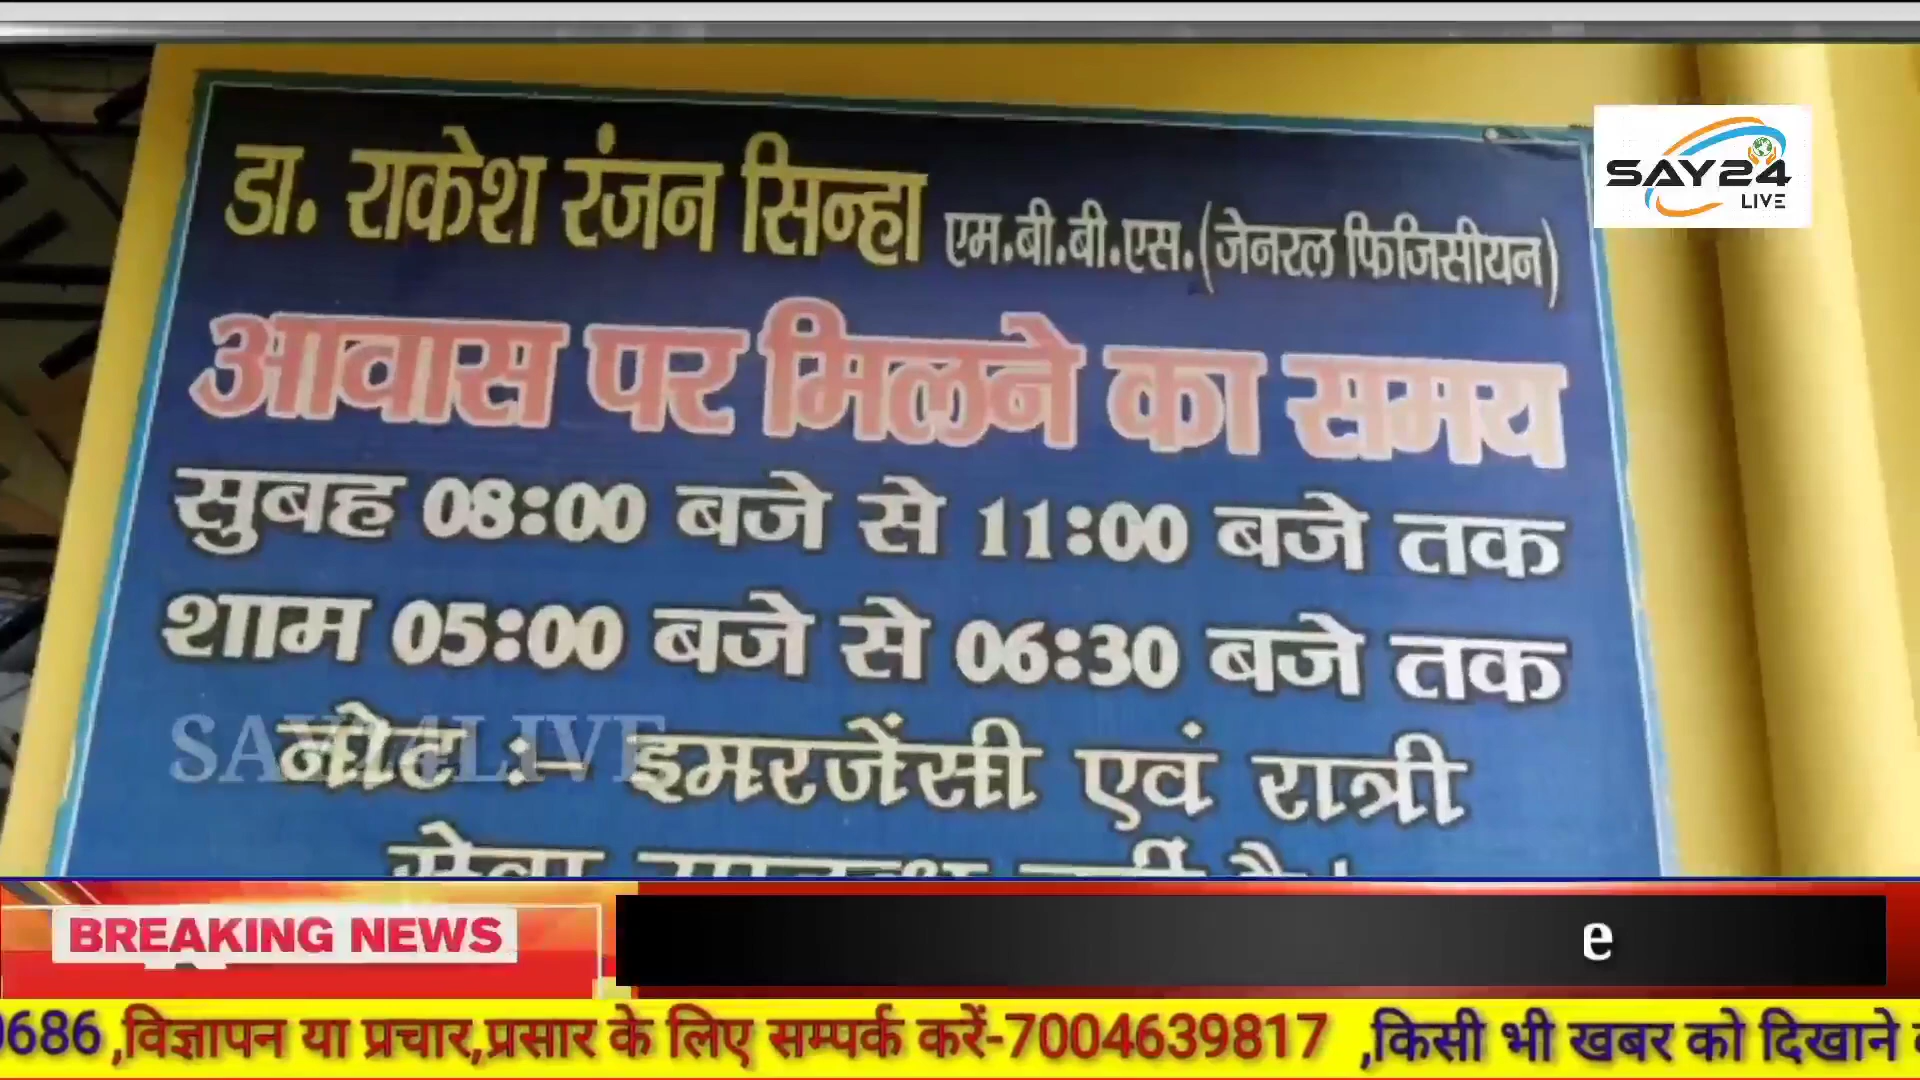 डा. राकेश रंजन सिन्हा एम.बी.बी.एस.(जेनरल फिजिसीयन)
SAY24
LIVE
आवास पर मिलने का समय
सुबह 08:00 बजे से 11:00 बजे तक
शाम 05:00 बजे से 06:30 बजे तक
नोट :- इमरजेंसी एवं रात्री
SAY24LIVE
BREAKING NEWS
e
0686 ,विज्ञापन या प्रचार,प्रसार के लिए सम्पर्क करें-7004639817 ,किसी भी खबर को दिखाने